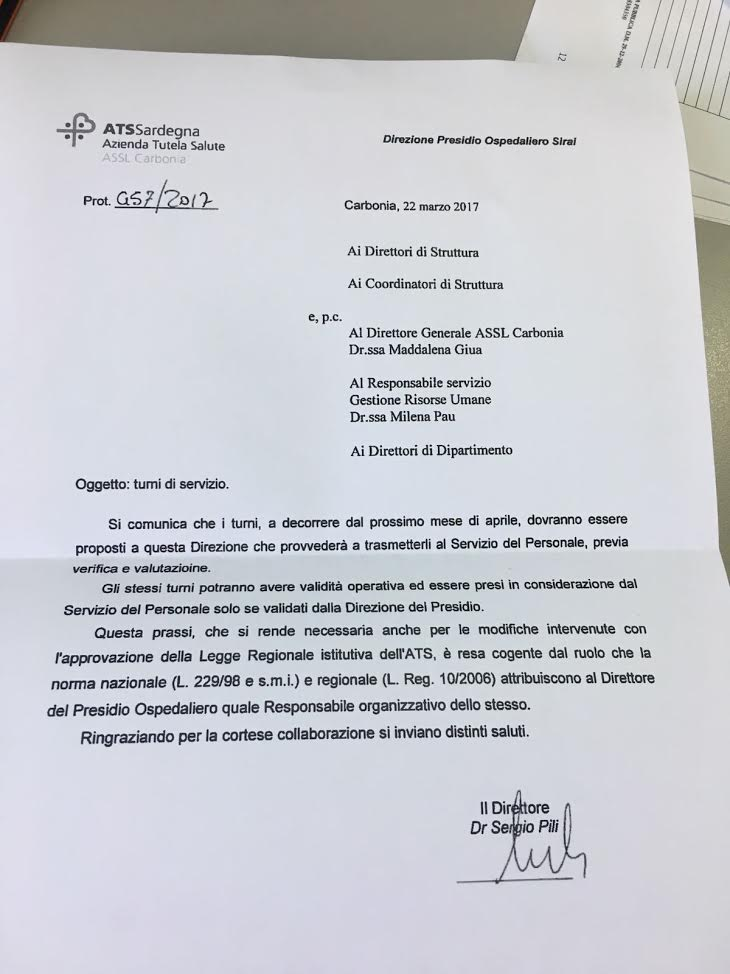 ATSSardegna
Azienda Tutela Salute
ASSL Carbonia
Direzione Presidio Ospedaliero Sirai
Prot. G57/2017
Carbonia, 22 marzo 2017
Ai Direttori di Struttura
Ai Coordinatori di Struttura
e, p.c.
Al Direttore Generale ASSL Carbonia
Dr.ssa Maddalena Giua
Al Responsabile servizio
Gestione Risorse Umane
Dr.ssa Milena Pau
Ai Direttori di Dipartimento
Oggetto: turni di servizio.
Si comunica che i turni, a decorrere dal prossimo mese di aprile, dovranno essere
proposti a questa Direzione che provvederà a trasmetterli al Servizio del Personale, previa
verifica e valutazioine.
Gli stessi turni potranno avere validità operativa ed essere presi in considerazione dal
Servizio del Personale solo se validati dalla Direzione del Presidio.
Questa prassi, che si rende necessaria anche per le modifiche intervenute con
l'approvazione della Legge Regionale istitutiva dell'ATS, è resa cogente dal ruolo che la
norma nazionale (L. 229/98 e s.m.i.) e regionale (L. Reg. 10/2006) attribuiscono al Direttore
del Presidio Ospedaliero quale Responsabile organizzativo dello stesso.
Ringraziando per la cortese collaborazione si inviano distinti saluti.
Il Direttore
Dr Sergio Pili
12